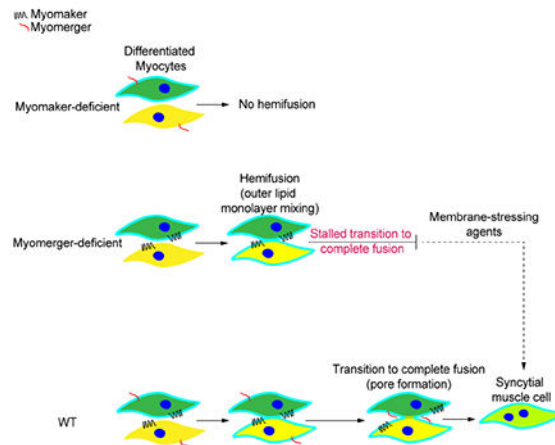 Myomaker
Myomerger
Differentiated
Myocytes
Myomaker-deficient
No hemifusion
Hemifusion
(outer lipid
monolayer mixing)
Myomerger-deficient
Stalled transition to
complete fusion
Membrane-stressing
agents
Transition to complete fusion
(pore formation)
Syncytial
muscle cell
WT